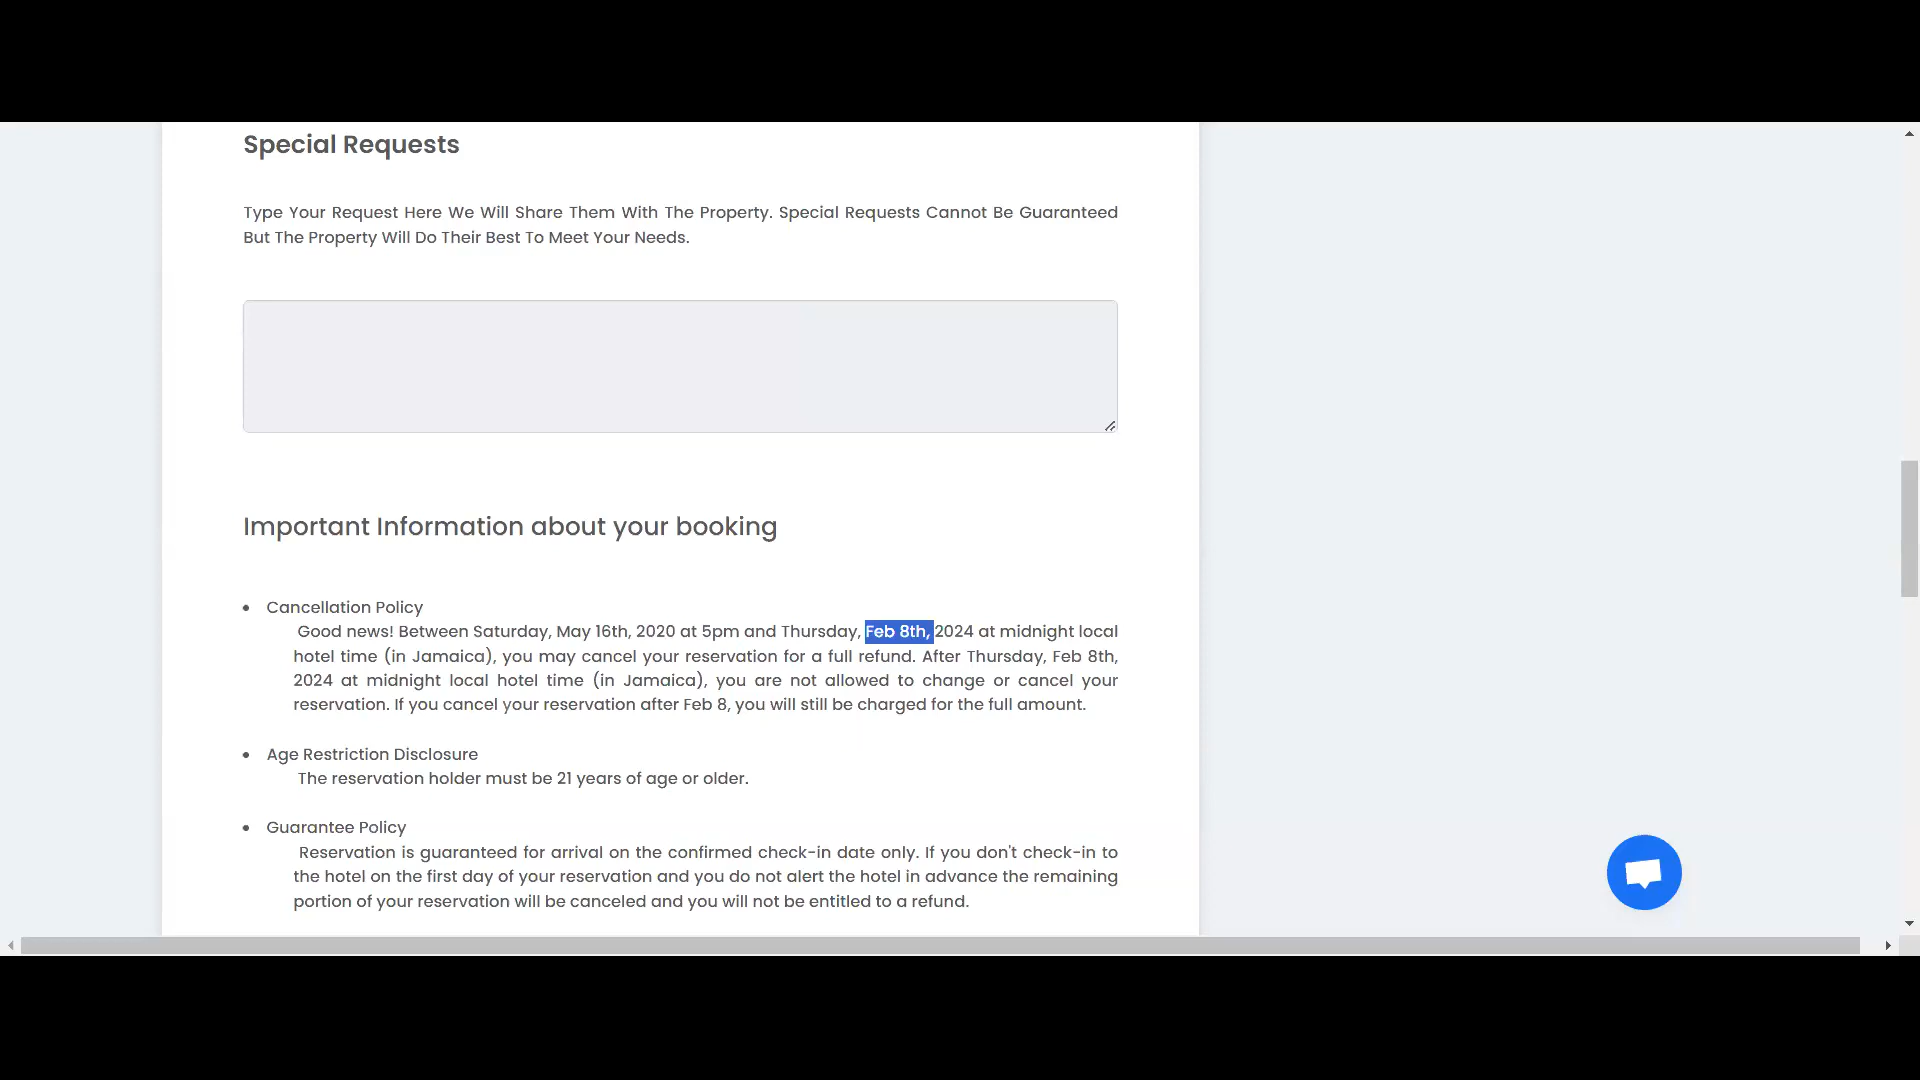 Special Requests
Type Your Request Here We Will Share Them With The Property. Special Requests Cannot Be Guaranteed
But The Property Will Do Their Best To Meet Your Needs.
Important Information about your booking
Cancellation Policy
Good news! Between Saturday, May 16th, 2020 at 5pm and Thursday, Feb 8th, 2024 at midnight local
hotel time (in Jamaica), you may cancel your reservation for a full refund. After Thursday, Feb 8th,
2024 at midnight local hotel time (in Jamaica), you are not allowed to change or cancel your
reservation. If you cancel your reservation after Feb 8, you will still be charged for the full amount.
Age Restriction Disclosure
The reservation holder must be 21 years of age or older.
Guarantee Policy
Reservation is guaranteed for arrival on the confirmed check-in date only. If you don't check-in to
the hotel on the first day of your reservation and you do not alert the hotel in advance the remaining
portion of your reservation will be canceled and you will not be entitled to a refund.